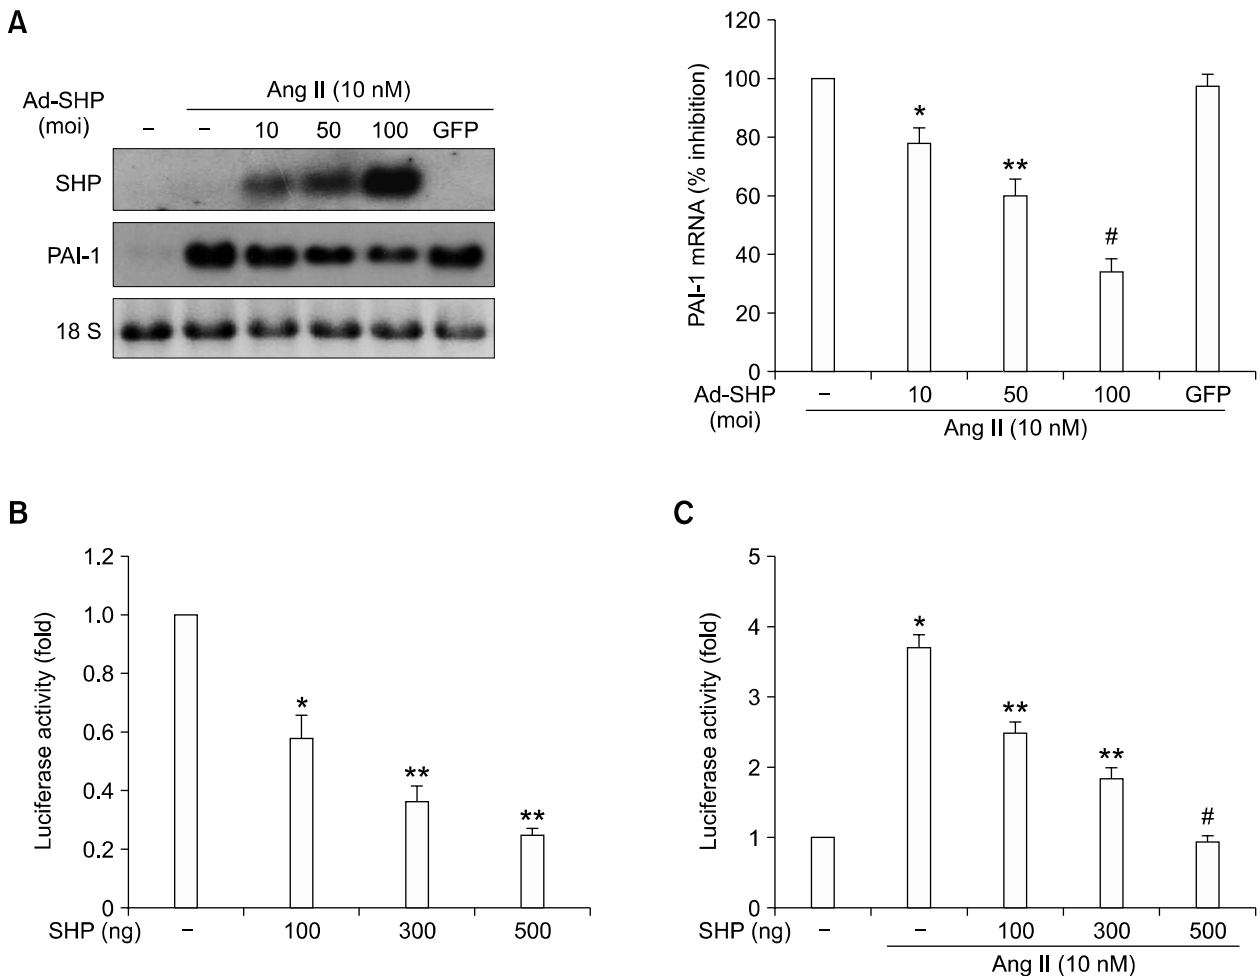 A
Ang II (10 nM)
Ad-SHP
(moi)
– – 10 50 100 GFP
SHP
PAI-1
18 S
PAI-1 mRNA (% inhibition)
120
100
80
60
40
20
0
*
**
#
Ad-SHP
(moi)
– 10 50 100 GFP
Ang II (10 nM)
B
Luciferase activity (fold)
1.2
1.0
0.8
0.6
0.4
0.2
0
*
**
**
SHP (ng) – 100 300 500
C
Luciferase activity (fold)
5
4
3
2
1
0
*
**
**
#
SHP (ng) – – 100 300 500
Ang II (10 nM)